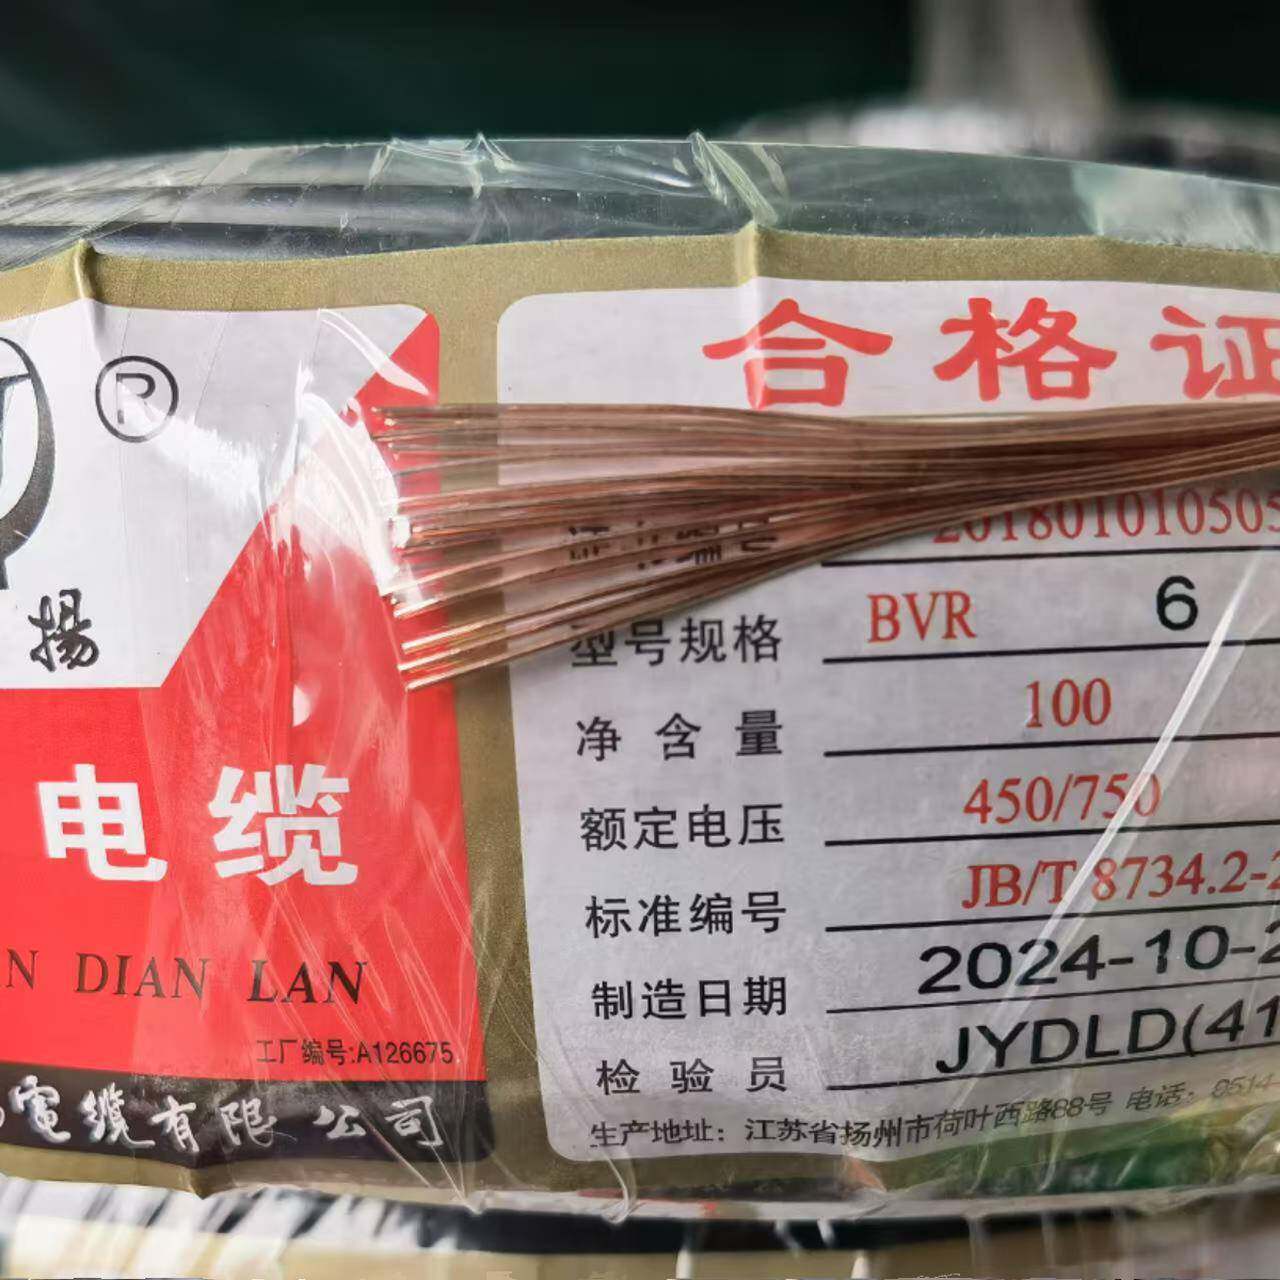 ®
揚
电缆
N DIAN LAN
工厂编号:A126675
電缆有限公司
合格证
201801010505
型号规格 BVR 6
净含量 100
额定电压 450/750
标准编号 JB/T 8734.2-2
制造日期 2024-10-2
检验员 JYDLD(41
生产地址：江苏省扬州市荷叶西路88号 电话：0514-